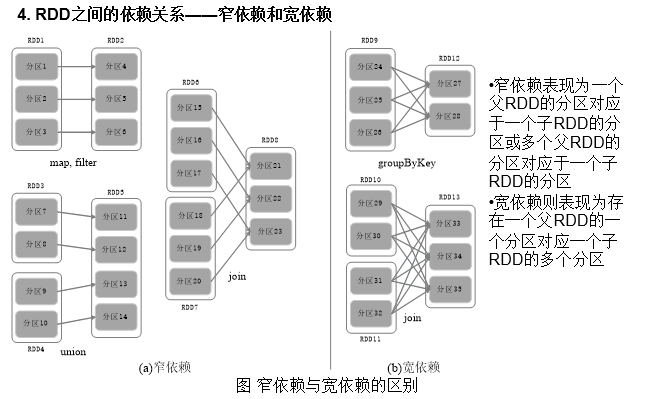 4. RDD之间的依赖关系——窄依赖和宽依赖
RDD1
RDD2
分区1
分区4
分区2
分区5
分区3
分区6
map, filter
RDD3
RDD5
分区7
分区11
分区8
分区12
分区9
分区13
分区10
分区14
RDD4
union
RDD6
分区15
分区16
分区17
RDD8
分区21
分区22
分区23
分区18
分区19
分区20
RDD7
join
(a)窄依赖
RDD9
RDD12
分区24
分区27
分区25
分区28
分区26
groupByKey
RDD10
RDD13
分区29
分区33
分区30
分区34
分区31
分区35
分区32
RDD11
join
(b)宽依赖
•窄依赖表现为一个
父RDD的分区对应
于一个子RDD的分
区或多个父RDD的
分区对应于一个子
RDD的分区
•宽依赖则表现为存
在一个父RDD的一
个分区对应一个子
RDD的多个分区
图 窄依赖与宽依赖的区别